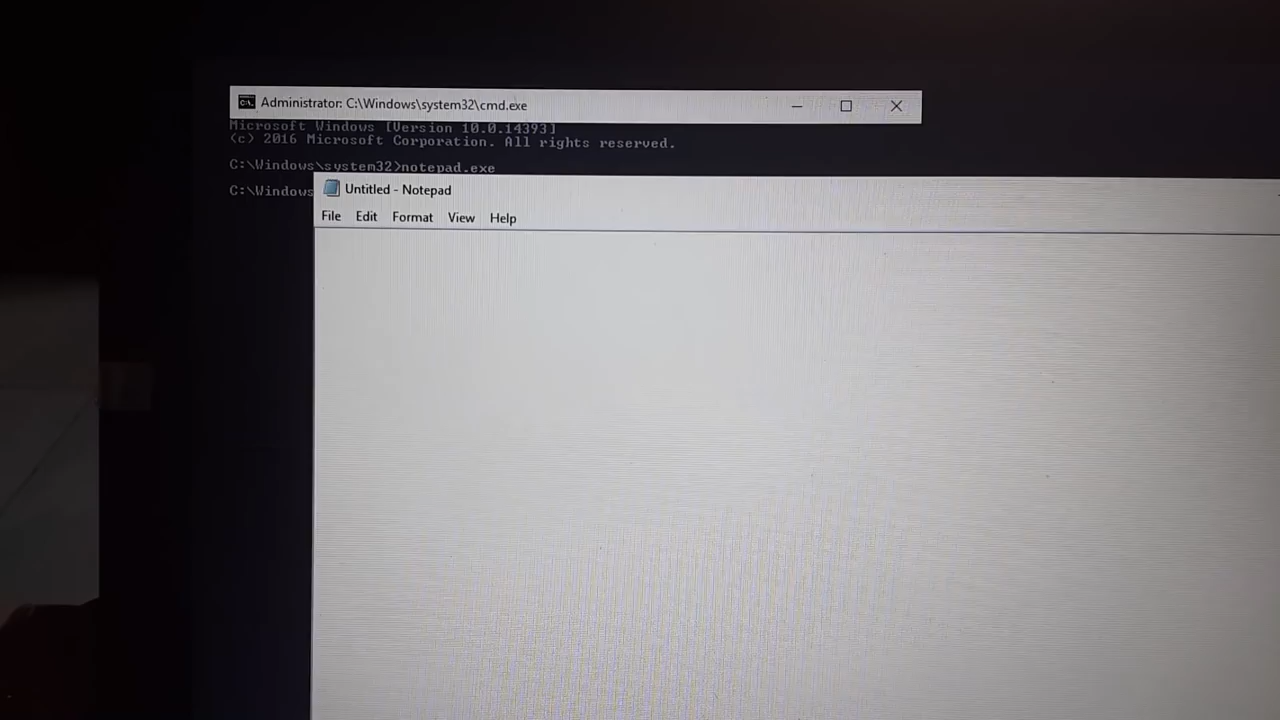 Administrator: C:\Windows\system32\cmd.exe
Microsoft Windows [Version 10.0.14393]
(c) 2016 Microsoft Corporation. All rights reserved.
C:\Windows\system32>notepad.exe
C:\Windows
Untitled - Notepad
File Edit Format View Help